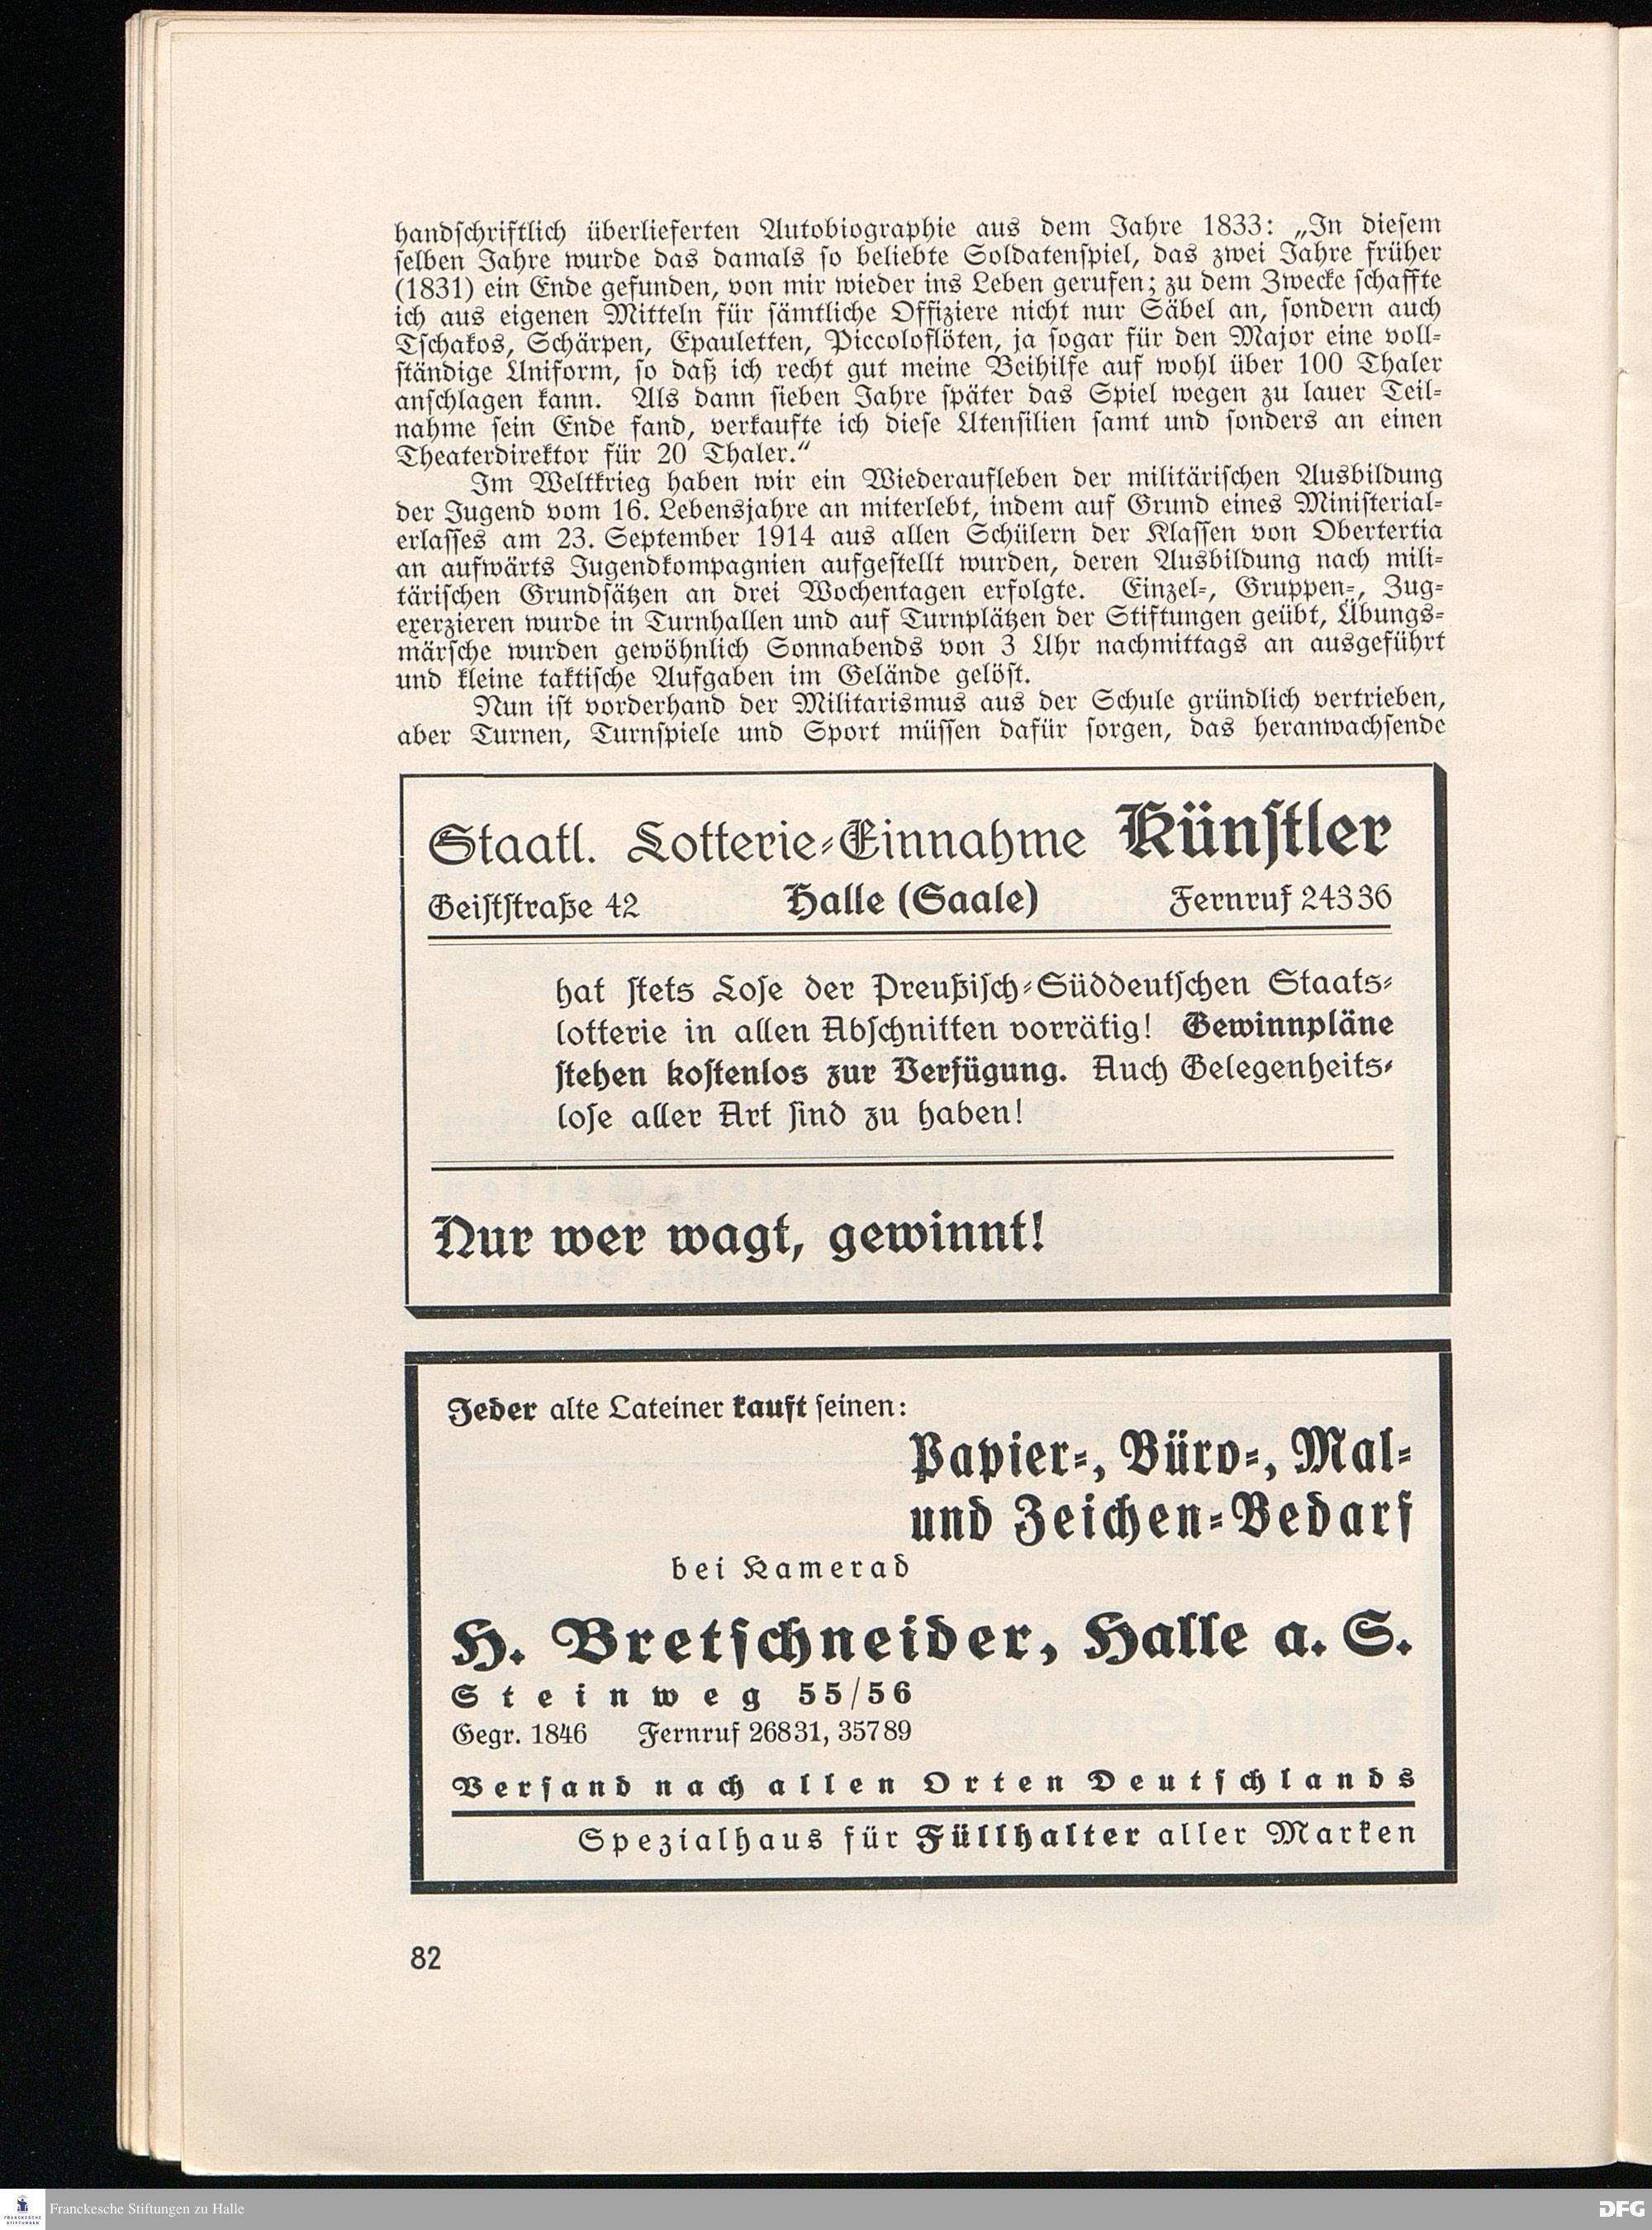 handschriftlich überlieferten Autobiographie aus dem Jahre 1833: „In diesem
selben Jahre wurde das damals so beliebte Soldatenspiel, das zwei Jahre früher
(1831) ein Ende gefunden, von mir wieder ins Leben gerufen; zu dem Zwecke schaffte
ich aus eigenen Mitteln für sämtliche Offiziere nicht nur Säbel an, sondern auch
Tschakos, Schärpen, Epauletten, Piccoloflöten, ja sogar für den Major eine voll-
ständige Uniform, so daß ich recht gut meine Beihilfe auf wohl über 100 Thaler
anschlagen kann. Als dann sieben Jahre später das Spiel wegen zu lauer Teil-
nahme sein Ende fand, verkaufte ich diese Utensilien samt und sonders an einen
Theaterdirektor für 20 Thaler.“
Im Weltkrieg haben wir ein Wiederaufleben der militärischen Ausbildung
der Jugend vom 16. Lebensjahre an miterlebt, indem auf Grund eines Ministerial-
erlasses am 23. September 1914 aus allen Schülern der Klassen von Obertertia
an aufwärts Jugendkompagnien aufgestellt wurden, deren Ausbildung nach mili-
tärischen Grundsätzen an drei Wochentagen erfolgte. Einzel-, Gruppen-, Zug-
exerzieren wurde in Turnhallen und auf Turnplätzen der Stiftungen geübt, Übungs-
märsche wurden gewöhnlich Sonnabends von 3 Uhr nachmittags an ausgeführt
und kleine taktische Aufgaben im Gelände gelöst.
Nun ist vorderhand der Militarismus aus der Schule gründlich vertrieben,
aber Turnen, Turnspiele und Sport müssen dafür sorgen, das heranwachsende
Staatl. Lotterie-Einnahme Künstler
Geiststraße 42 Halle (Saale) Fernruf 24336
hat stets Lose der Preußisch-Süddeutschen Staats-
lotterie in allen Abschnitten vorrätig! Gewinnpläne
stehen kostenlos zur Verfügung. Auch Gelegenheits-
lose aller Art sind zu haben!
Nur wer wagt, gewinnt!
Jeder alte Lateiner kauft seinen:
Papier-, Büro-, Mal-
und Zeichen-Bedarf
bei Kamerad
H. Bretschneider, Halle a. S.
Steinweg 55/56
Gegr. 1846 Fernruf 26831, 35789
Versand nach allen Orten Deutschlands
Spezialhaus für Füllhalter aller Marken
82
FRANCKESCHE
STIFTUNGEN
Franckesche Stiftungen zu Halle
DFG